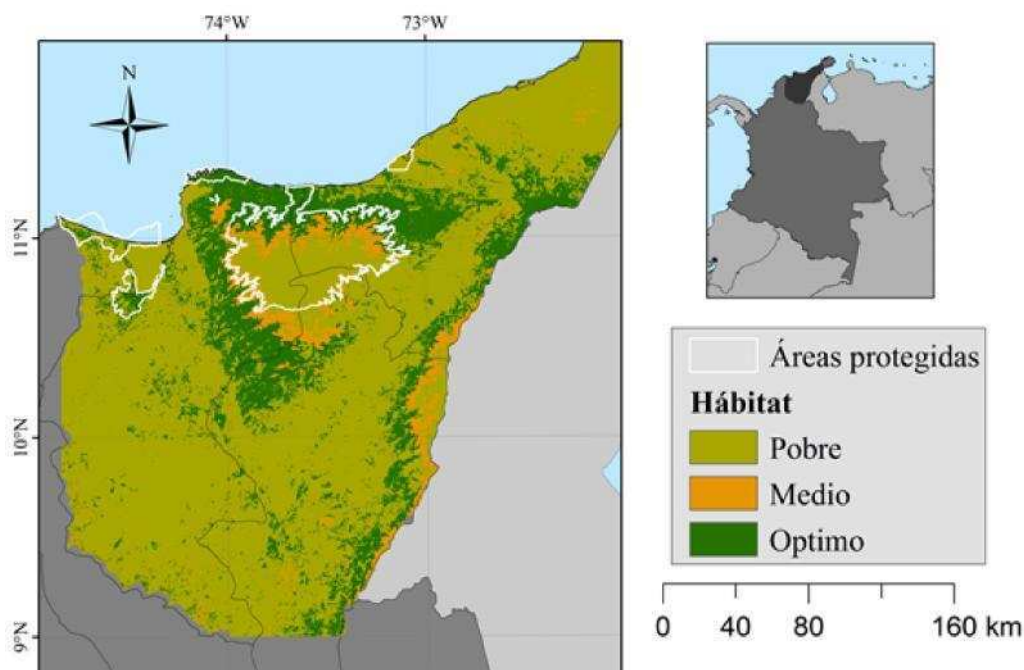 74°W 73°W
N
11°N
10°N
9°N
Áreas protegidas
Hábitat
Pobre
Medio
Optimo
0 40 80 160 km